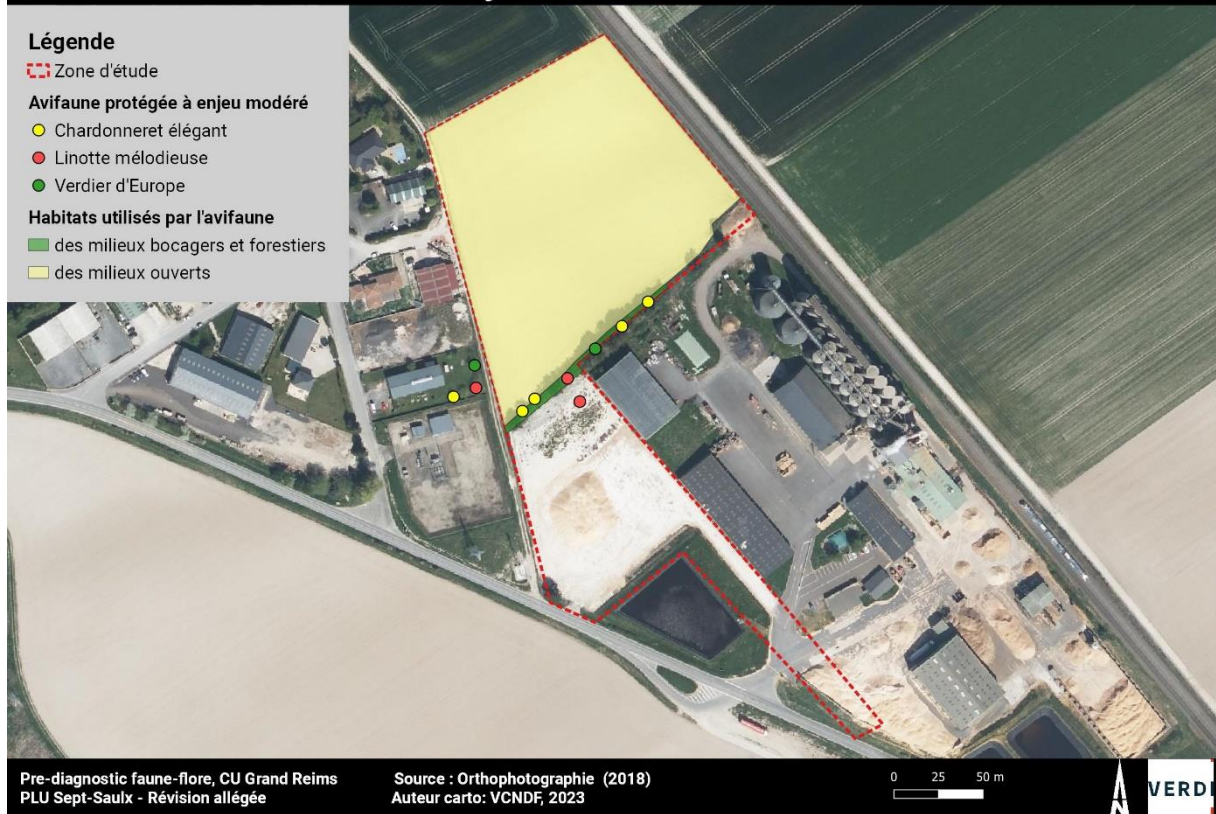 Légende
Zone d'étude
Avifaune protégée à enjeu modéré
Chardonneret élégant
Linotte mélodieuse
Verdier d'Europe
Habitats utilisés par l'avifaune
des milieux bocagers et forestiers
des milieux ouverts
Pre-diagnostic faune-flore, CU Grand Reims
PLU Sept-Saulx - Révision allégée
Source : Orthophotographie (2018)
Auteur carto: VCNDF, 2023
0 25 50 m
N
VERDI